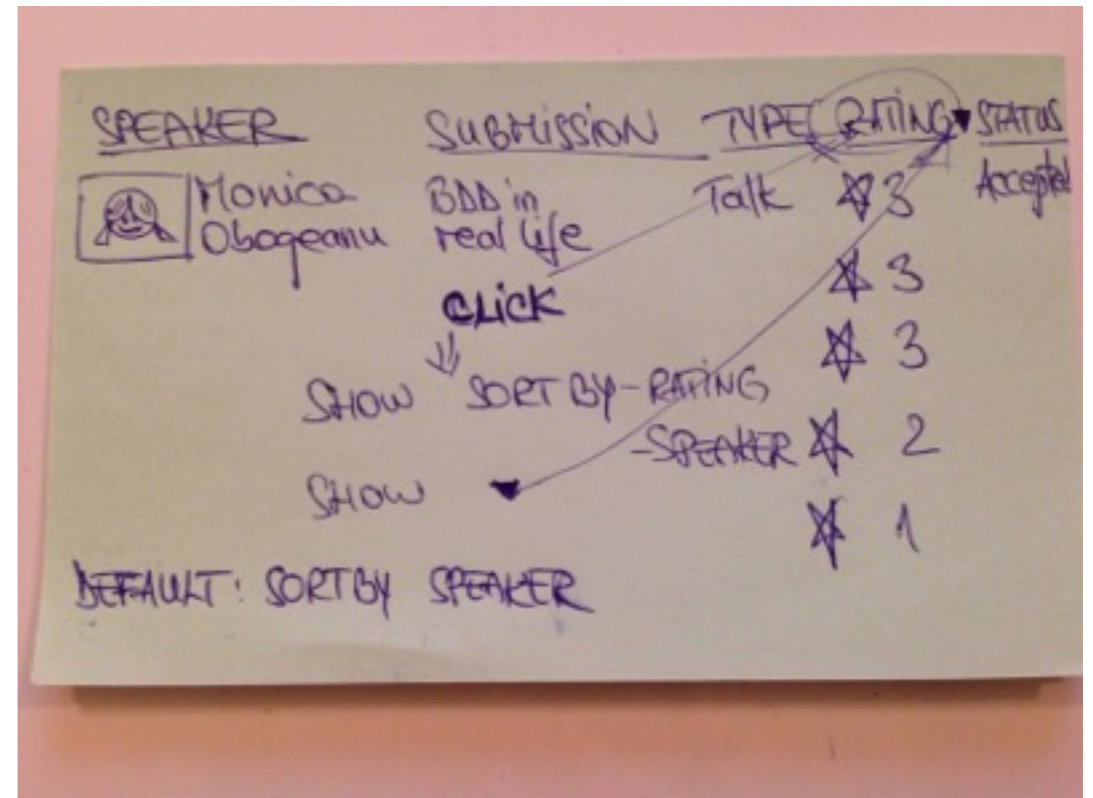 SPEAKER SUBMISSION TYPE RATING ▼ STATUS
Monica BDD in Talk ☆ 3 Accepted
Obogeanu real life
☆ 3
CLICK
☆ 3
⇓
SHOW SORT BY - RATING
- SPEAKER ☆ 2
SHOW ▼
☆ 1
DEFAULT: SORT BY SPEAKER